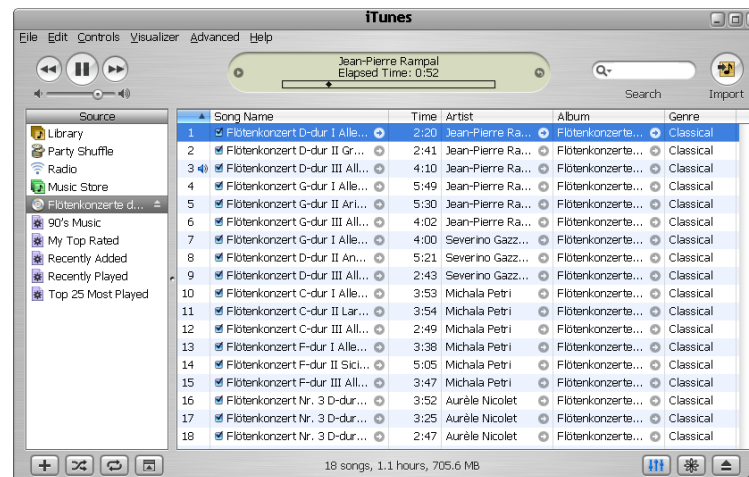 iTunes
File Edit Controls Visualizer Advanced Help
Jean-Pierre Rampal
Elapsed Time: 0:52
Search
Import
Source
Library
Party Shuffle
Radio
Music Store
Flötenkonzerte d...
90's Music
My Top Rated
Recently Added
Recently Played
Top 25 Most Played
Song Name Time Artist Album Genre
1 Flötenkonzert D-dur I Alle... 2:20 Jean-Pierre Ra... Flötenkonzerte... Classical
2 Flötenkonzert D-dur II Gr... 2:41 Jean-Pierre Ra... Flötenkonzerte... Classical
3 Flötenkonzert D-dur III All... 4:10 Jean-Pierre Ra... Flötenkonzerte... Classical
4 Flötenkonzert G-dur I Alle... 5:49 Jean-Pierre Ra... Flötenkonzerte... Classical
5 Flötenkonzert G-dur II Ari... 5:30 Jean-Pierre Ra... Flötenkonzerte... Classical
6 Flötenkonzert G-dur III All... 4:02 Jean-Pierre Ra... Flötenkonzerte... Classical
7 Flötenkonzert G-dur I Alle... 4:00 Severino Gazz... Flötenkonzerte... Classical
8 Flötenkonzert D-dur II An... 5:21 Severino Gazz... Flötenkonzerte... Classical
9 Flötenkonzert D-dur III All... 2:43 Severino Gazz... Flötenkonzerte... Classical
10 Flötenkonzert C-dur I Alle... 3:53 Michala Petri Flötenkonzerte... Classical
11 Flötenkonzert C-dur II Lar... 3:54 Michala Petri Flötenkonzerte... Classical
12 Flötenkonzert C-dur III All... 2:49 Michala Petri Flötenkonzerte... Classical
13 Flötenkonzert F-dur I Alle... 3:38 Michala Petri Flötenkonzerte... Classical
14 Flötenkonzert F-dur II Sici... 5:05 Michala Petri Flötenkonzerte... Classical
15 Flötenkonzert F-dur III All... 3:47 Michala Petri Flötenkonzerte... Classical
16 Flötenkonzert Nr. 3 D-dur... 3:52 Aurèle Nicolet Flötenkonzerte... Classical
17 Flötenkonzert Nr. 3 D-dur... 3:25 Aurèle Nicolet Flötenkonzerte... Classical
18 Flötenkonzert Nr. 3 D-dur... 2:47 Aurèle Nicolet Flötenkonzerte... Classical
18 songs, 1.1 hours, 705.6 MB